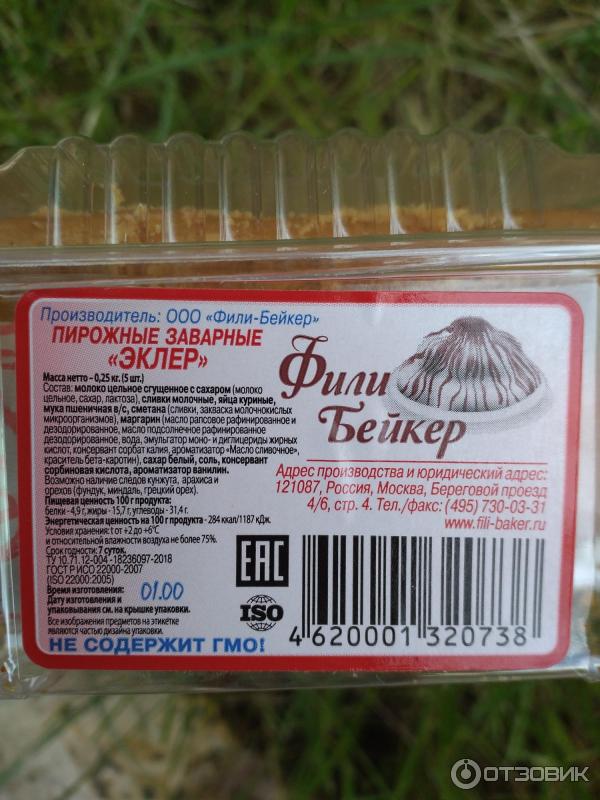 Производитель: ООО «Фили-Бейкер»
ПИРОЖНЫЕ ЗАВАРНЫЕ
«ЭКЛЕР»
Масса нетто – 0,25 кг. (5 шт.)
Состав: молоко цельное сгущенное с сахаром (молоко
цельное, сахар, лактоза), сливки молочные, яйца куриные,
мука пшеничная в/с, сметана (сливки, закваска молочнокислых
микроорганизмов), маргарин (масло рапсовое рафинированное и
дезодорированное, масло подсолнечное рафинированное
дезодорированное, вода, эмульгатор моно- и диглицериды жирных
кислот, консервант сорбат калия, ароматизатор «Масло сливочное»,
краситель бета-каротин), сахар белый, соль, консервант
сорбиновая кислота, ароматизатор ванилин.
Возможно наличие следов кунжута, арахиса и
орехов (фундук, миндаль, грецкий орех).
Пищевая ценность 100 г продукта:
белки - 4,9 г, жиры - 15,7 г, углеводы - 31,4 г.
Энергетическая ценность на 100 г продукта - 284 ккал/1187 кДж.
Условия хранения: t от +2 до +6°С
и относительной влажности воздуха не более 75%.
Срок годности: 7 суток.
ТУ 10.71.12-004 -18236097-2018
ГОСТ Р ИСО 22000-2007
(ISO 22000:2005)
Время изготовления: 01.00
Дату изготовления и
упаковывания см. на крышке упаковки.
Все изображения предметов на этикетке
являются частью дизайна упаковки.
НЕ СОДЕРЖИТ ГМО!
Фили
Бейкер
Адрес производства и юридический адрес:
121087, Россия, Москва, Береговой проезд
4/6, стр. 4. Тел./факс: (495) 730-03-31
www.fili-baker.ru
EAC
ISO
4 620001 320738
ОТЗОВИК